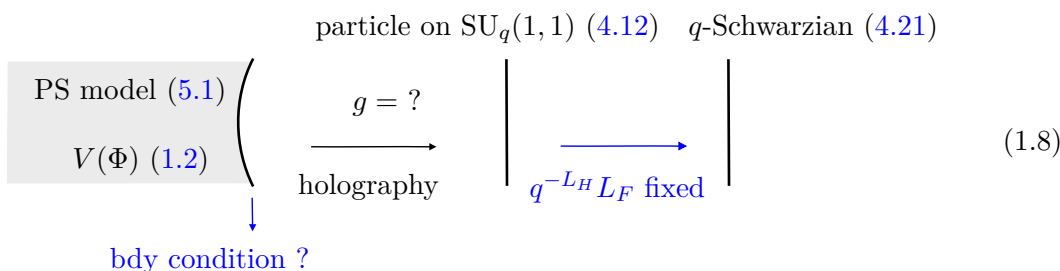 particle on SU_q(1,1) (4.12) q-Schwarzian (4.21)
PS model (5.1)
g = ?
V(Φ) (1.2)
(1.8)
holography
q^{-L_H} L_F fixed
bdy condition ?